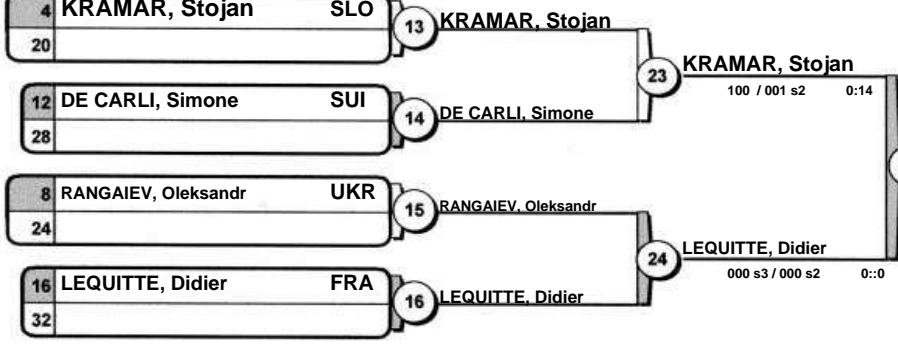 4 KRAMAR, Stojan SLO
20
13 KRAMAR, Stojan
12 DE CARLI, Simone SUI
28
14 DE CARLI, Simone
23 KRAMAR, Stojan
100 / 001 s2 0:14
8 RANGAIEV, Oleksandr UKR
24
15 RANGAIEV, Oleksandr
16 LEQUITTE, Didier FRA
32
16 LEQUITTE, Didier
24 LEQUITTE, Didier
000 s3 / 000 s2 0::0